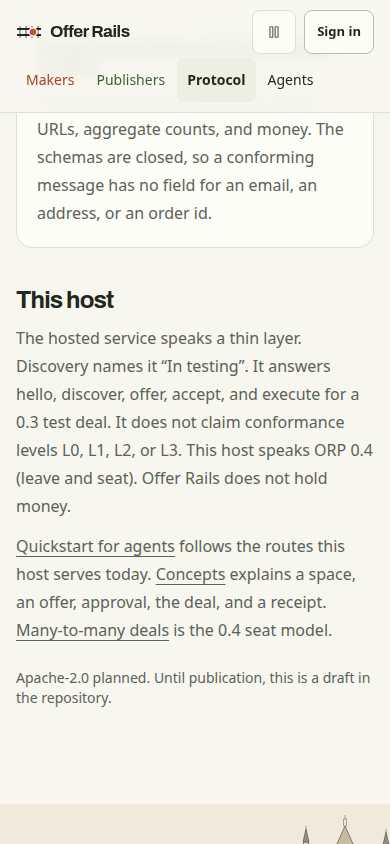 Offer Rails
Sign in
Makers Publishers Protocol Agents
URLs, aggregate counts, and money. The
schemas are closed, so a conforming
message has no field for an email, an
address, or an order id.
This host
The hosted service speaks a thin layer.
Discovery names it “In testing”. It answers
hello, discover, offer, accept, and execute for a
0.3 test deal. It does not claim conformance
levels L0, L1, L2, or L3. This host speaks ORP 0.4
(leave and seat). Offer Rails does not hold
money.
Quickstart for agents follows the routes this
host serves today. Concepts explains a space,
an offer, approval, the deal, and a receipt.
Many-to-many deals is the 0.4 seat model.
Apache-2.0 planned. Until publication, this is a draft in
the repository.